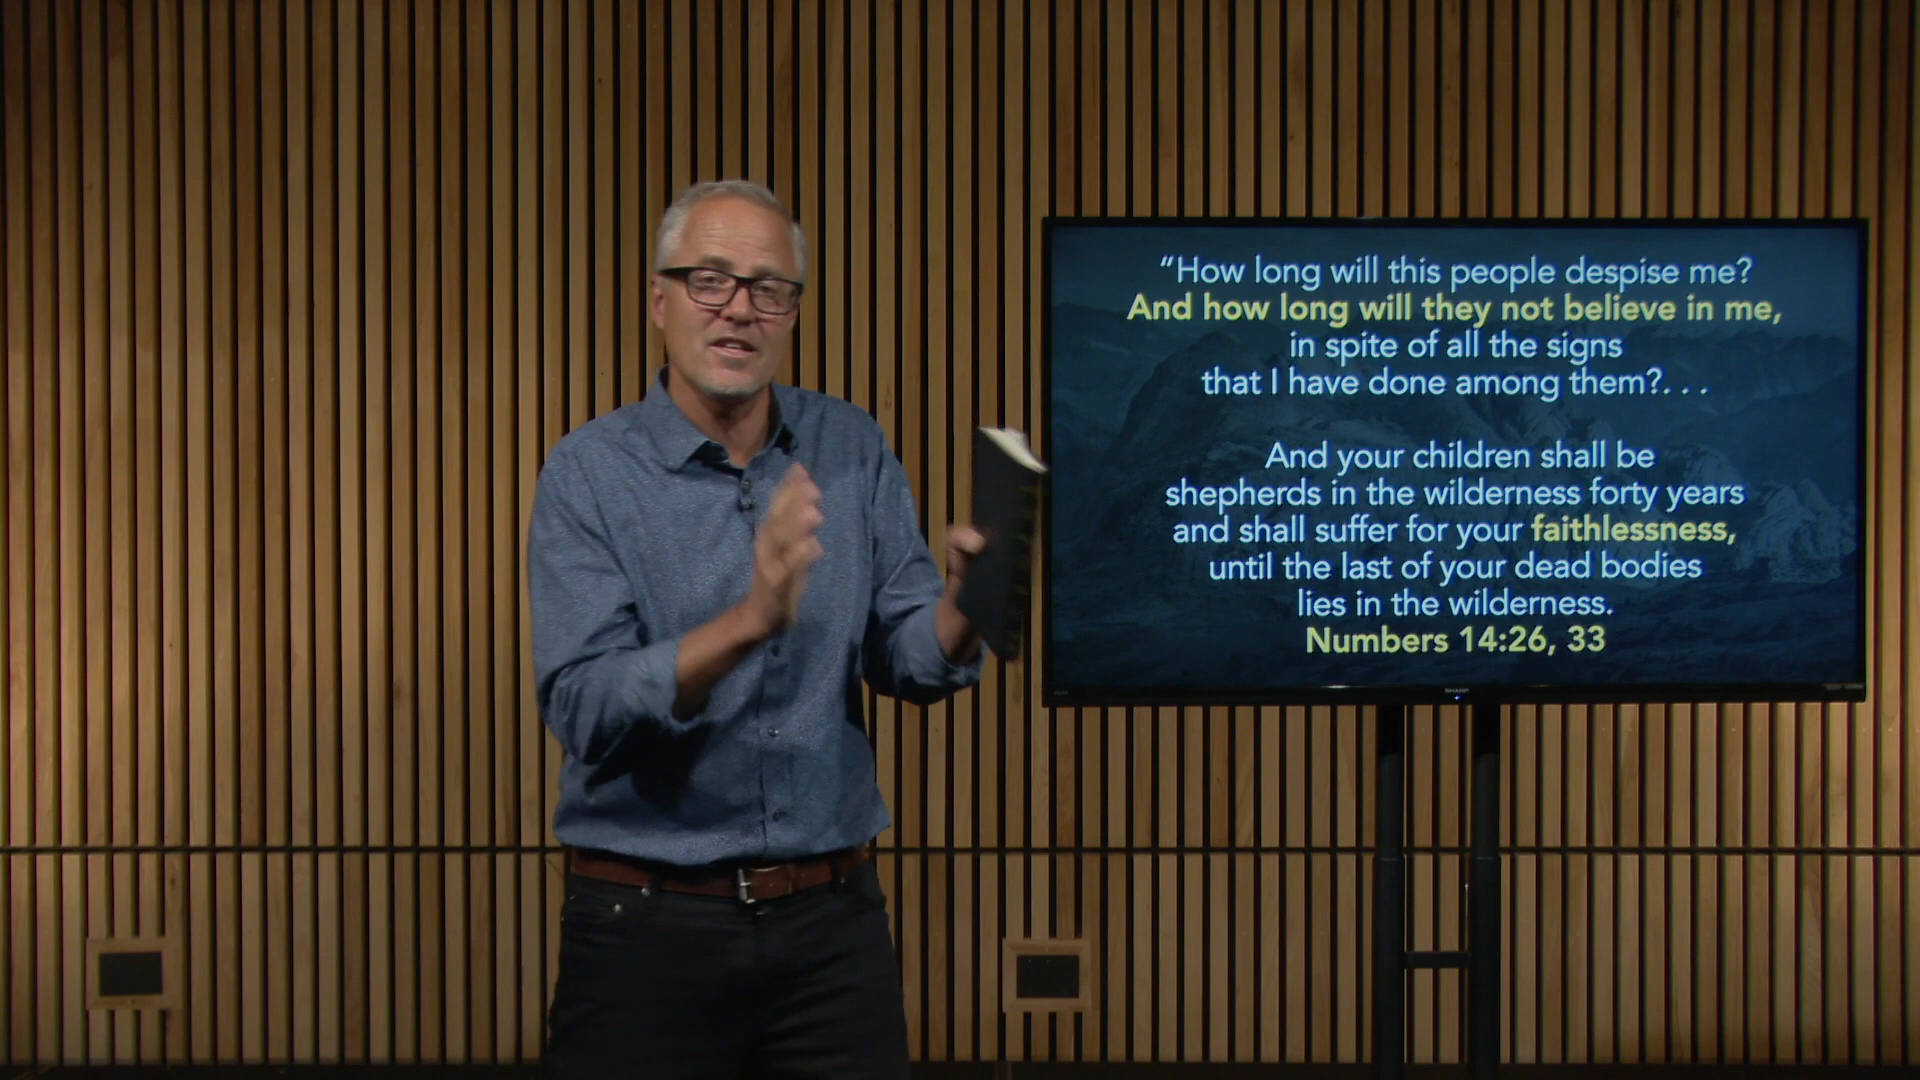 “How long will this people despise me?
And how long will they not believe in me,
in spite of all the signs
that I have done among them?. . .
And your children shall be
shepherds in the wilderness forty years
and shall suffer for your faithlessness,
until the last of your dead bodies
lies in the wilderness.
Numbers 14:26, 33
SHARP